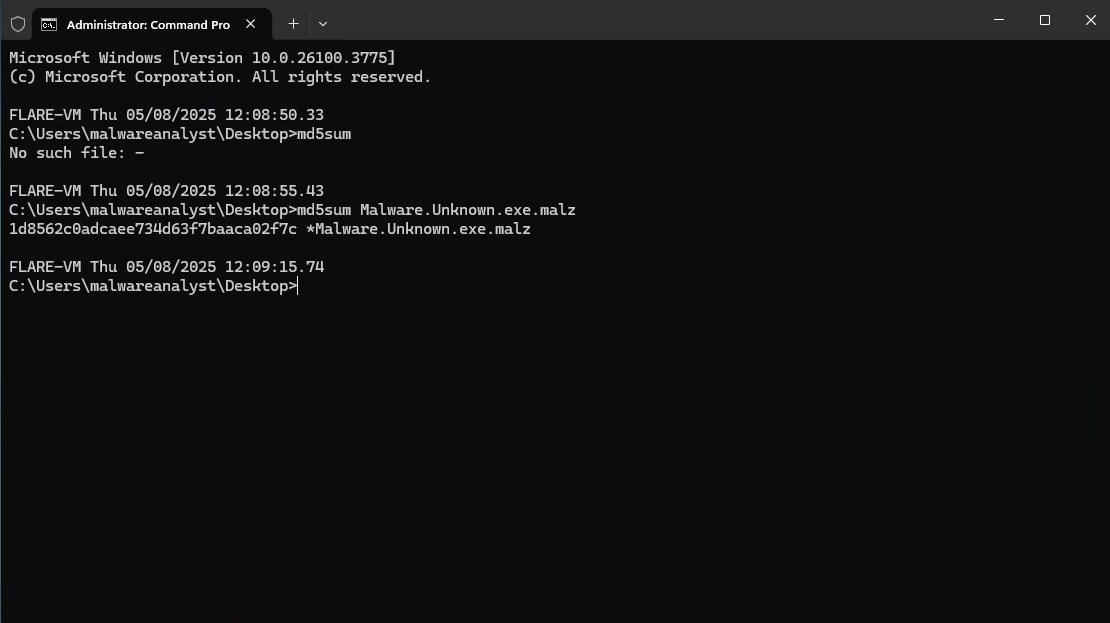 Administrator: Command Pro
Microsoft Windows [Version 10.0.26100.3775]
(c) Microsoft Corporation. All rights reserved.
FLARE-VM Thu 05/08/2025 12:08:50.33
C:\Users\malwareanalyst\Desktop>md5sum
No such file: -
FLARE-VM Thu 05/08/2025 12:08:55.43
C:\Users\malwareanalyst\Desktop>md5sum Malware.Unknown.exe.malz
1d8562c0adcaee734d63f7baaca02f7c *Malware.Unknown.exe.malz
FLARE-VM Thu 05/08/2025 12:09:15.74
C:\Users\malwareanalyst\Desktop>